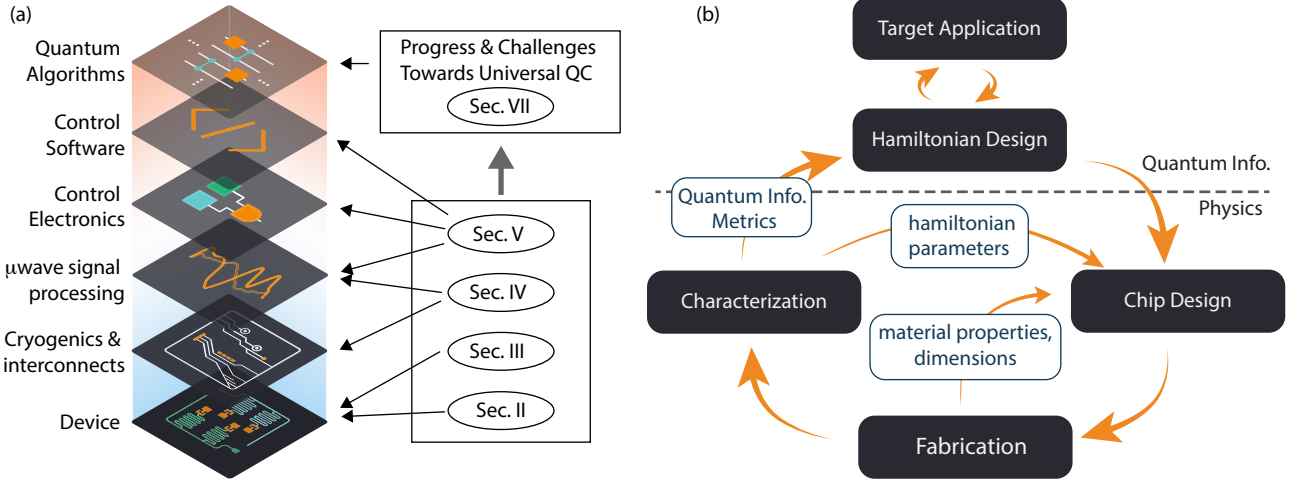 (a)
Quantum
Algorithms
Control
Software
Control
Electronics
μwave signal
processing
Cryogenics &
interconnects
Device
Progress & Challenges
Towards Universal QC
Sec. VII
Sec. V
Sec. IV
Sec. III
Sec. II
(b)
Target Application
Hamiltonian Design
Quantum Info.
Physics
Quantum Info.
Metrics
hamiltonian
parameters
Characterization
Chip Design
material properties,
dimensions
Fabrication